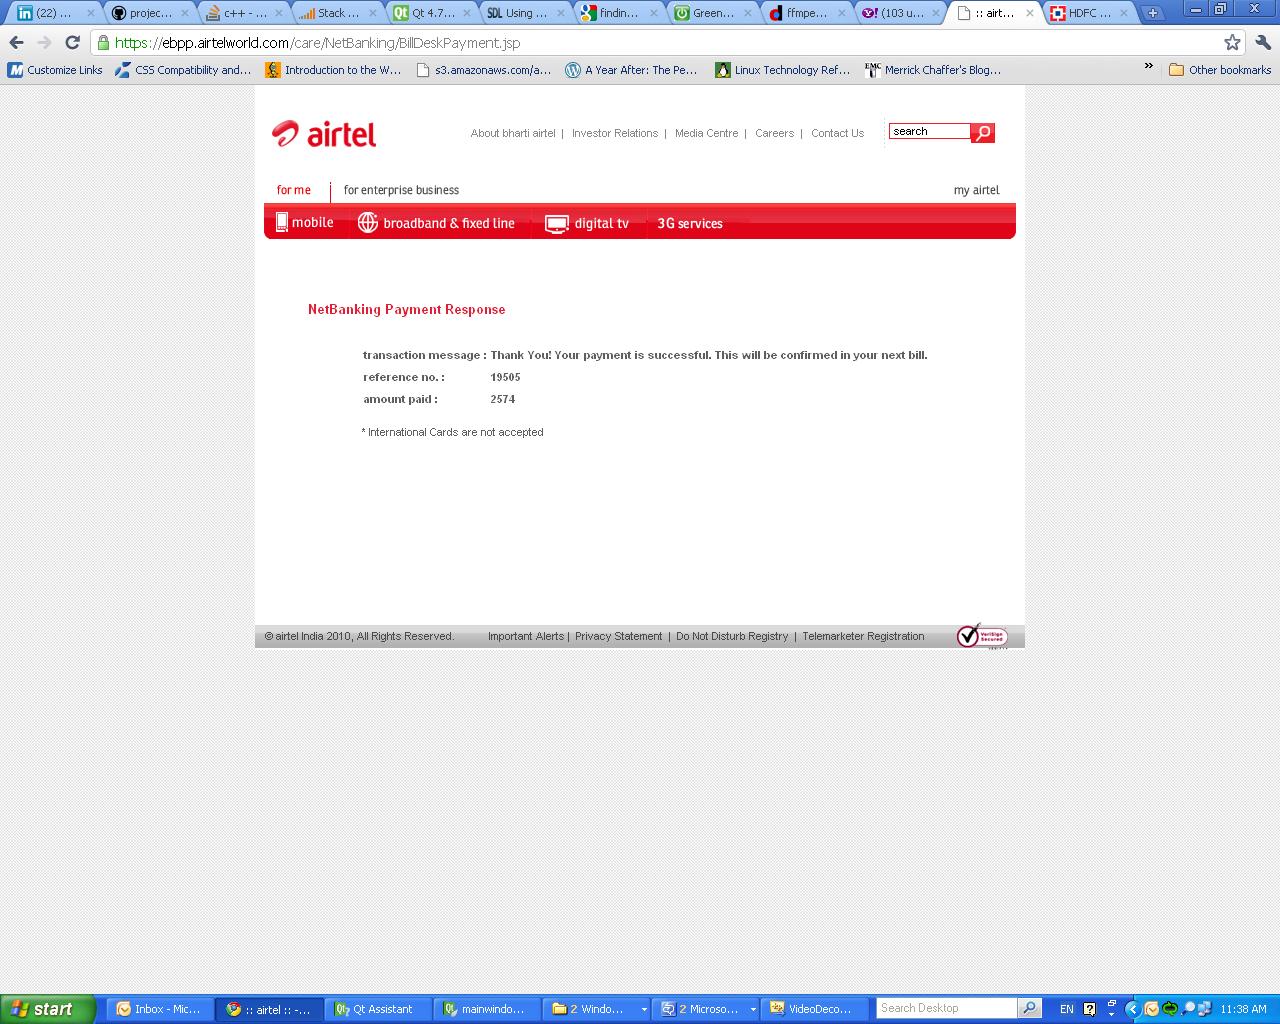 (22)
projec...
c++ - ...
Stack ...
Qt 4.7...
SDL Using ...
findin...
Green...
ffmpe...
Y! (103 u...
:: airt...
HDFC ...
https://ebpp.airtelworld.com/care/NetBanking/BillDeskPayment.jsp
Customize Links
CSS Compatibility and...
Introduction to the W...
s3.amazonaws.com/a...
A Year After: The Pe...
Linux Technology Ref...
EMC Merrick Chaffer's Blog...
»
Other bookmarks
airtel
About bharti airtel | Investor Relations | Media Centre | Careers | Contact Us
search
for me
for enterprise business
my airtel
mobile
broadband & fixed line
digital tv
3G services
NetBanking Payment Response
transaction message : Thank You! Your payment is successful. This will be confirmed in your next bill.
reference no. : 19505
amount paid : 2574
* International Cards are not accepted
© airtel India 2010, All Rights Reserved.
Important Alerts | Privacy Statement | Do Not Disturb Registry | Telemarketer Registration
VeriSign Secured
start
Inbox - Mic...
:: airtel :: -...
Qt Assistant
mainwindo...
2 Windo...
2 Microso...
VideoDeco...
Search Desktop
EN
11:38 AM